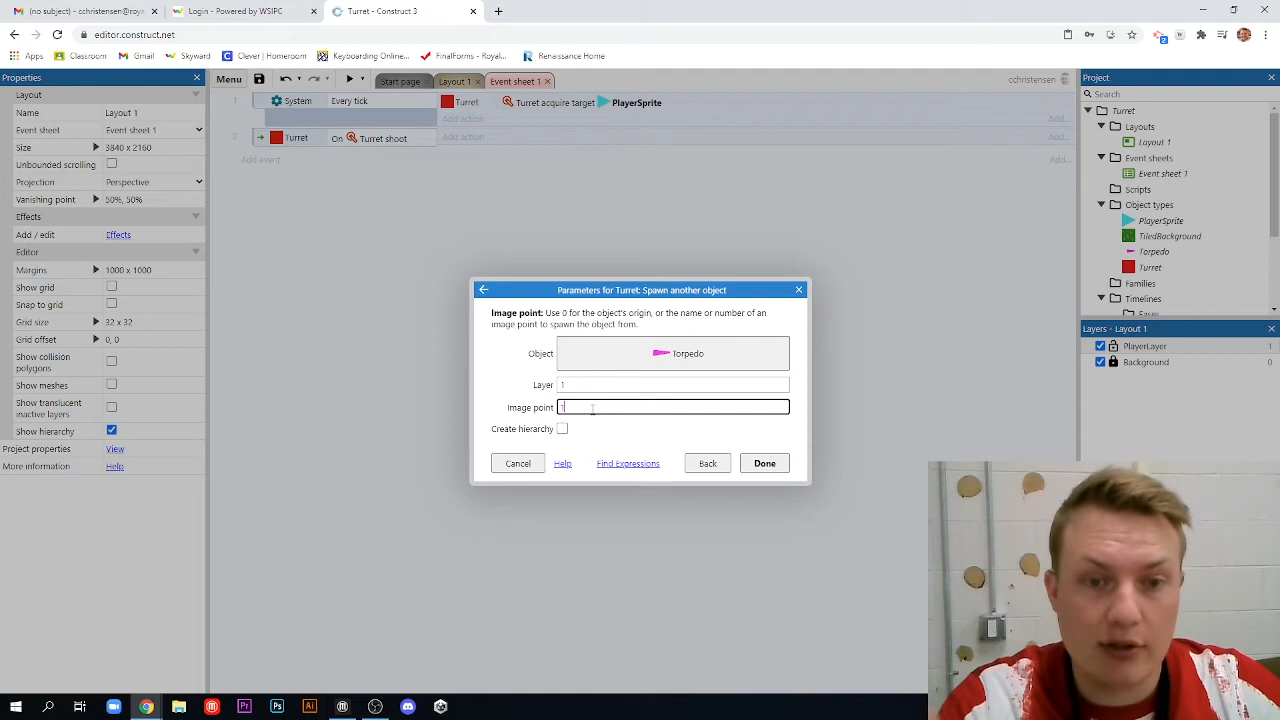 (no subject) - cchristensen@roya
Login - Powered by WSIPC
Turret - Construct 3
editor.construct.net
Apps
Google Classroom
Gmail
Skyward
Clever | Homeroom
Keyboarding Online...
FinalForms - Royal...
Renaissance Home
Properties
Menu
Start page
Layout 1
Event sheet 1
cchristensen
Project
Layout
Name Layout 1
Event sheet Event sheet 1
Size 3840 x 2160
Unbounded scrolling
Projection Perspective
Vanishing point 50%, 50%
Effects
Add / edit Effects
Editor
Margins 1000 x 1000
Show grid
Snap to grid
Grid size 32 x 32
Grid offset 0, 0
Show collision polygons
Show meshes
Show translucent inactive layers
Show hierarchy
Project properties View
More information Help
1 System Every tick Turret Turret acquire target PlayerSprite
Add action Add...
2 Turret On Turret shoot Add action Add...
Add event Add...
Parameters for Turret: Spawn another object
Image point: Use 0 for the object's origin, or the name or number of an
image point to spawn the object from.
Object Torpedo
Layer 1
Image point 1
Create hierarchy
Cancel Help Find Expressions Back Done
Search
Turret
Layouts
Layout 1
Event sheets
Event sheet 1
Scripts
Object types
PlayerSprite
TiledBackground
Torpedo
Turret
Families
Timelines
Layers - Layout 1
PlayerLayer 1
Background 0